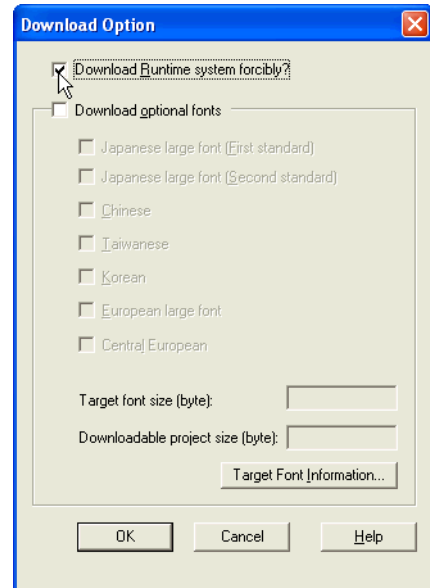 Download Option
Download Runtime system forcibly?
Download optional fonts
Japanese large font (First standard)
Japanese large font (Second standard)
Chinese
Taiwanese
Korean
European large font
Central European
Target font size (byte):
Downloadable project size (byte):
Target Font Information...
OK Cancel Help